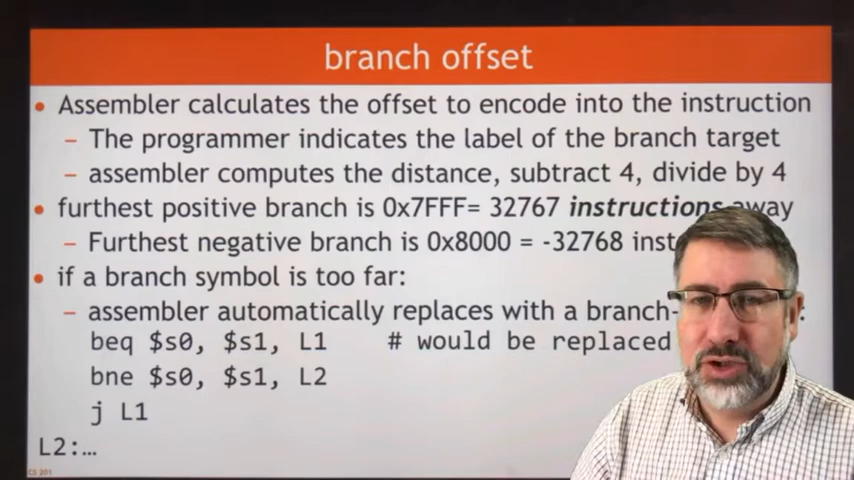 branch offset
• Assembler calculates the offset to encode into the instruction
– The programmer indicates the label of the branch target
– assembler computes the distance, subtract 4, divide by 4
• furthest positive branch is 0x7FFF= 32767 instructions away
– Furthest negative branch is 0x8000 = -32768
• if a branch symbol is too far:
– assembler automatically replaces with a branch-
beq $s0, $s1, L1 # would be replaced
bne $s0, $s1, L2
j L1
L2:…
CS 201